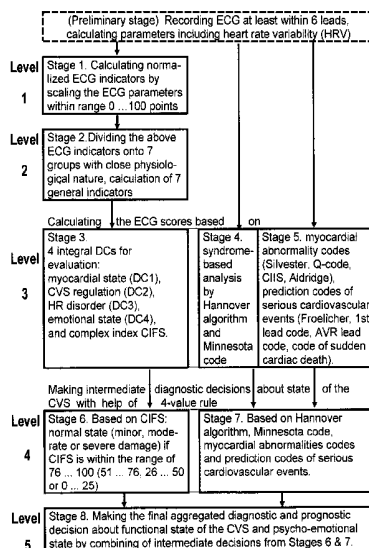 (Preliminary stage) Recording ECG at least within 6 leads,
calculating parameters including heart rate variability (HRV)
Level
1
Stage 1. Calculating norma-
lized ECG indicators by
scaling the ECG parameters
within range 0 ... 100 points
Level
2
Stage 2.Dividing the above
ECG indicators onto 7
groups with close physiolo-
gical nature, calculation of 7
general indicators
Calculating the ECG scores based on
Level
3
Stage 3.
4 integral DCs for
evaluation:
myocardial state (DC1),
CVS regulation (DC2),
HR disorder (DC3),
emotional state (DC4),
and complex index CIFS.
Stage 4.
syndrome-
based
analysis
by
Hannover
algorithm
and
Minnesota
code
Stage 5. myocardial
abnormality codes
(Silvester, Q-code,
CIIS, Aldridge),
prediction codes of
serious cardiovascular
events (Froelicher, 1st
lead code, AVR lead
code, code of sudden
cardiac death).
Making intermediate diagnostic decisions about state of the
CVS with help of 4-value rule
Level
4
Stage 6. Based on CIFS:
normal state (minor, mode-
rate or severe damage) if
CIFS is within the range of
76 ... 100 (51 ... 76, 26 ... 50
or 0 ... 25)
Stage 7. Based on Hannover
algorithm, Minnesota code,
myocardial abnormalities codes
and prediction codes of serious
cardiovascular events.
Level
5
Stage 8. Making the final aggregated diagnostic and prognostic
decision about functional state of the CVS and psycho-emotional
state by combining of intermediate decisions from Stages 6 & 7.